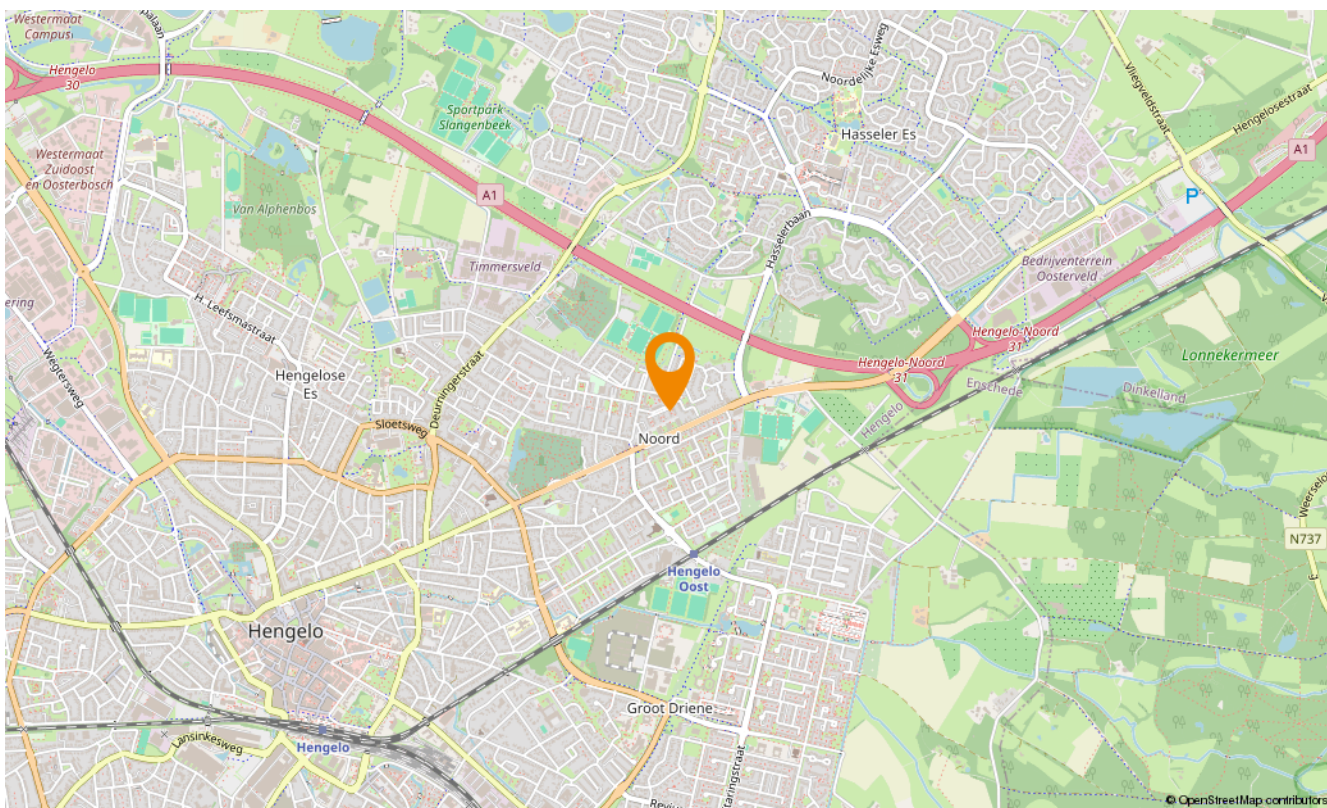 Westermaat
Campus
Hengelo
30
Sportpark
Slangenbeek
Noordelijke Esweg
Vliegveldstraat
Hengelosestraat
Hasseler Es
A1
Westermaat
Zuidoost
en Oosterbosch
A1
P
Van Alphenbos
Hasselerbaan
Timmersveld
Bedrijventerrein
Oosterveld
H. Leefsmastraat
Hengelo-Noord
31
Hengelo-Noord
31
Lonnekermeer
Wegtersweg
Hengelose
Es
Deurningerstraat
Enschede
Dinkelland
Hengelo
Sloetsweg
Noord
N737
Hengelo
Oost
Hengelo
Groot Driene
Hengelo
Lansinkesweg
© OpenStreetMap contributors